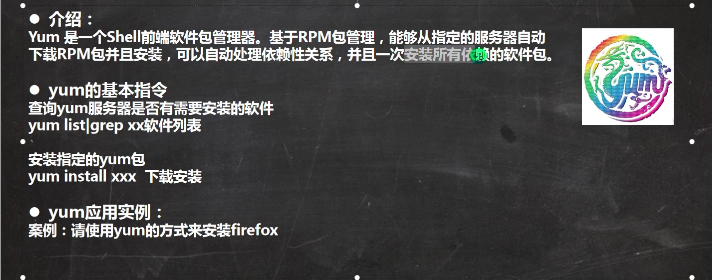 ● 介绍：
Yum 是一个Shell前端软件包管理器。基于RPM包管理，能够从指定的服务器自动
下载RPM包并且安装，可以自动处理依赖性关系，并且一次安装所有依赖的软件包。
● yum的基本指令
查询yum服务器是否有需要安装的软件
yum list|grep xx软件列表
安装指定的yum包
yum install xxx 下载安装
● yum应用实例：
案例：请使用yum的方式来安装firefox
yum